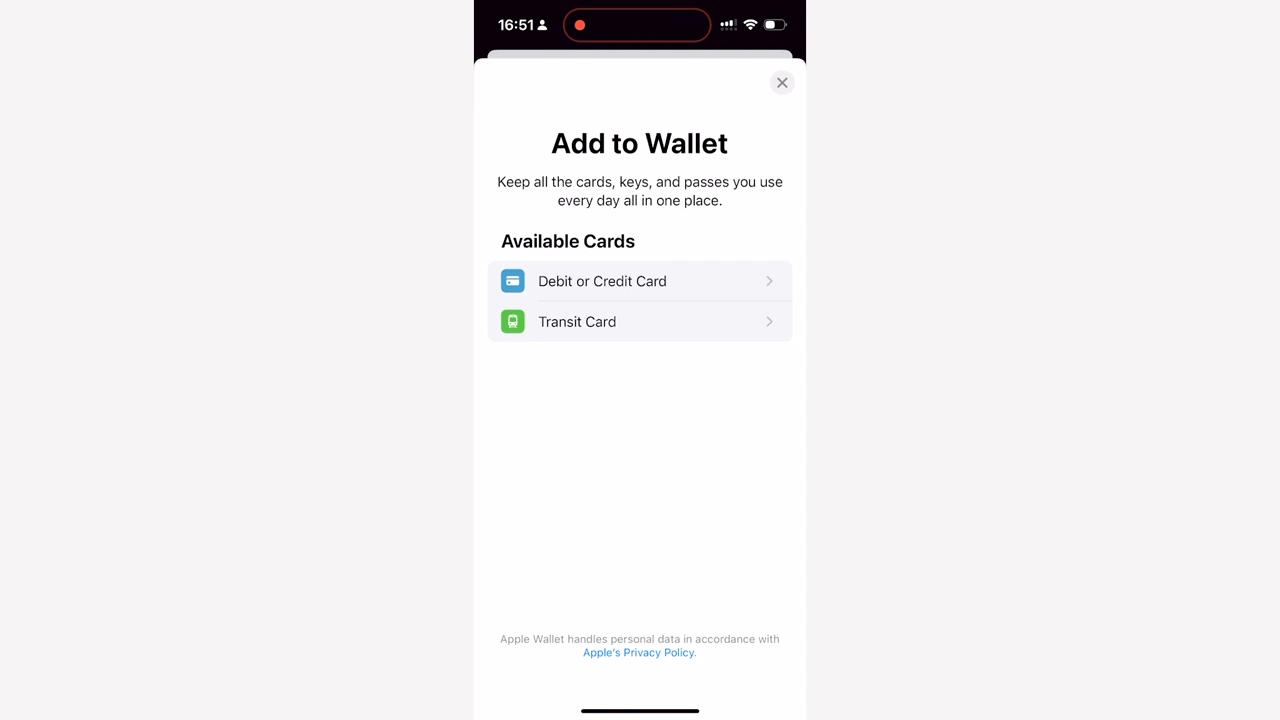 16:51
Add to Wallet
Keep all the cards, keys, and passes you use
every day all in one place.
Available Cards
Debit or Credit Card
Transit Card
Apple Wallet handles personal data in accordance with
Apple's Privacy Policy.